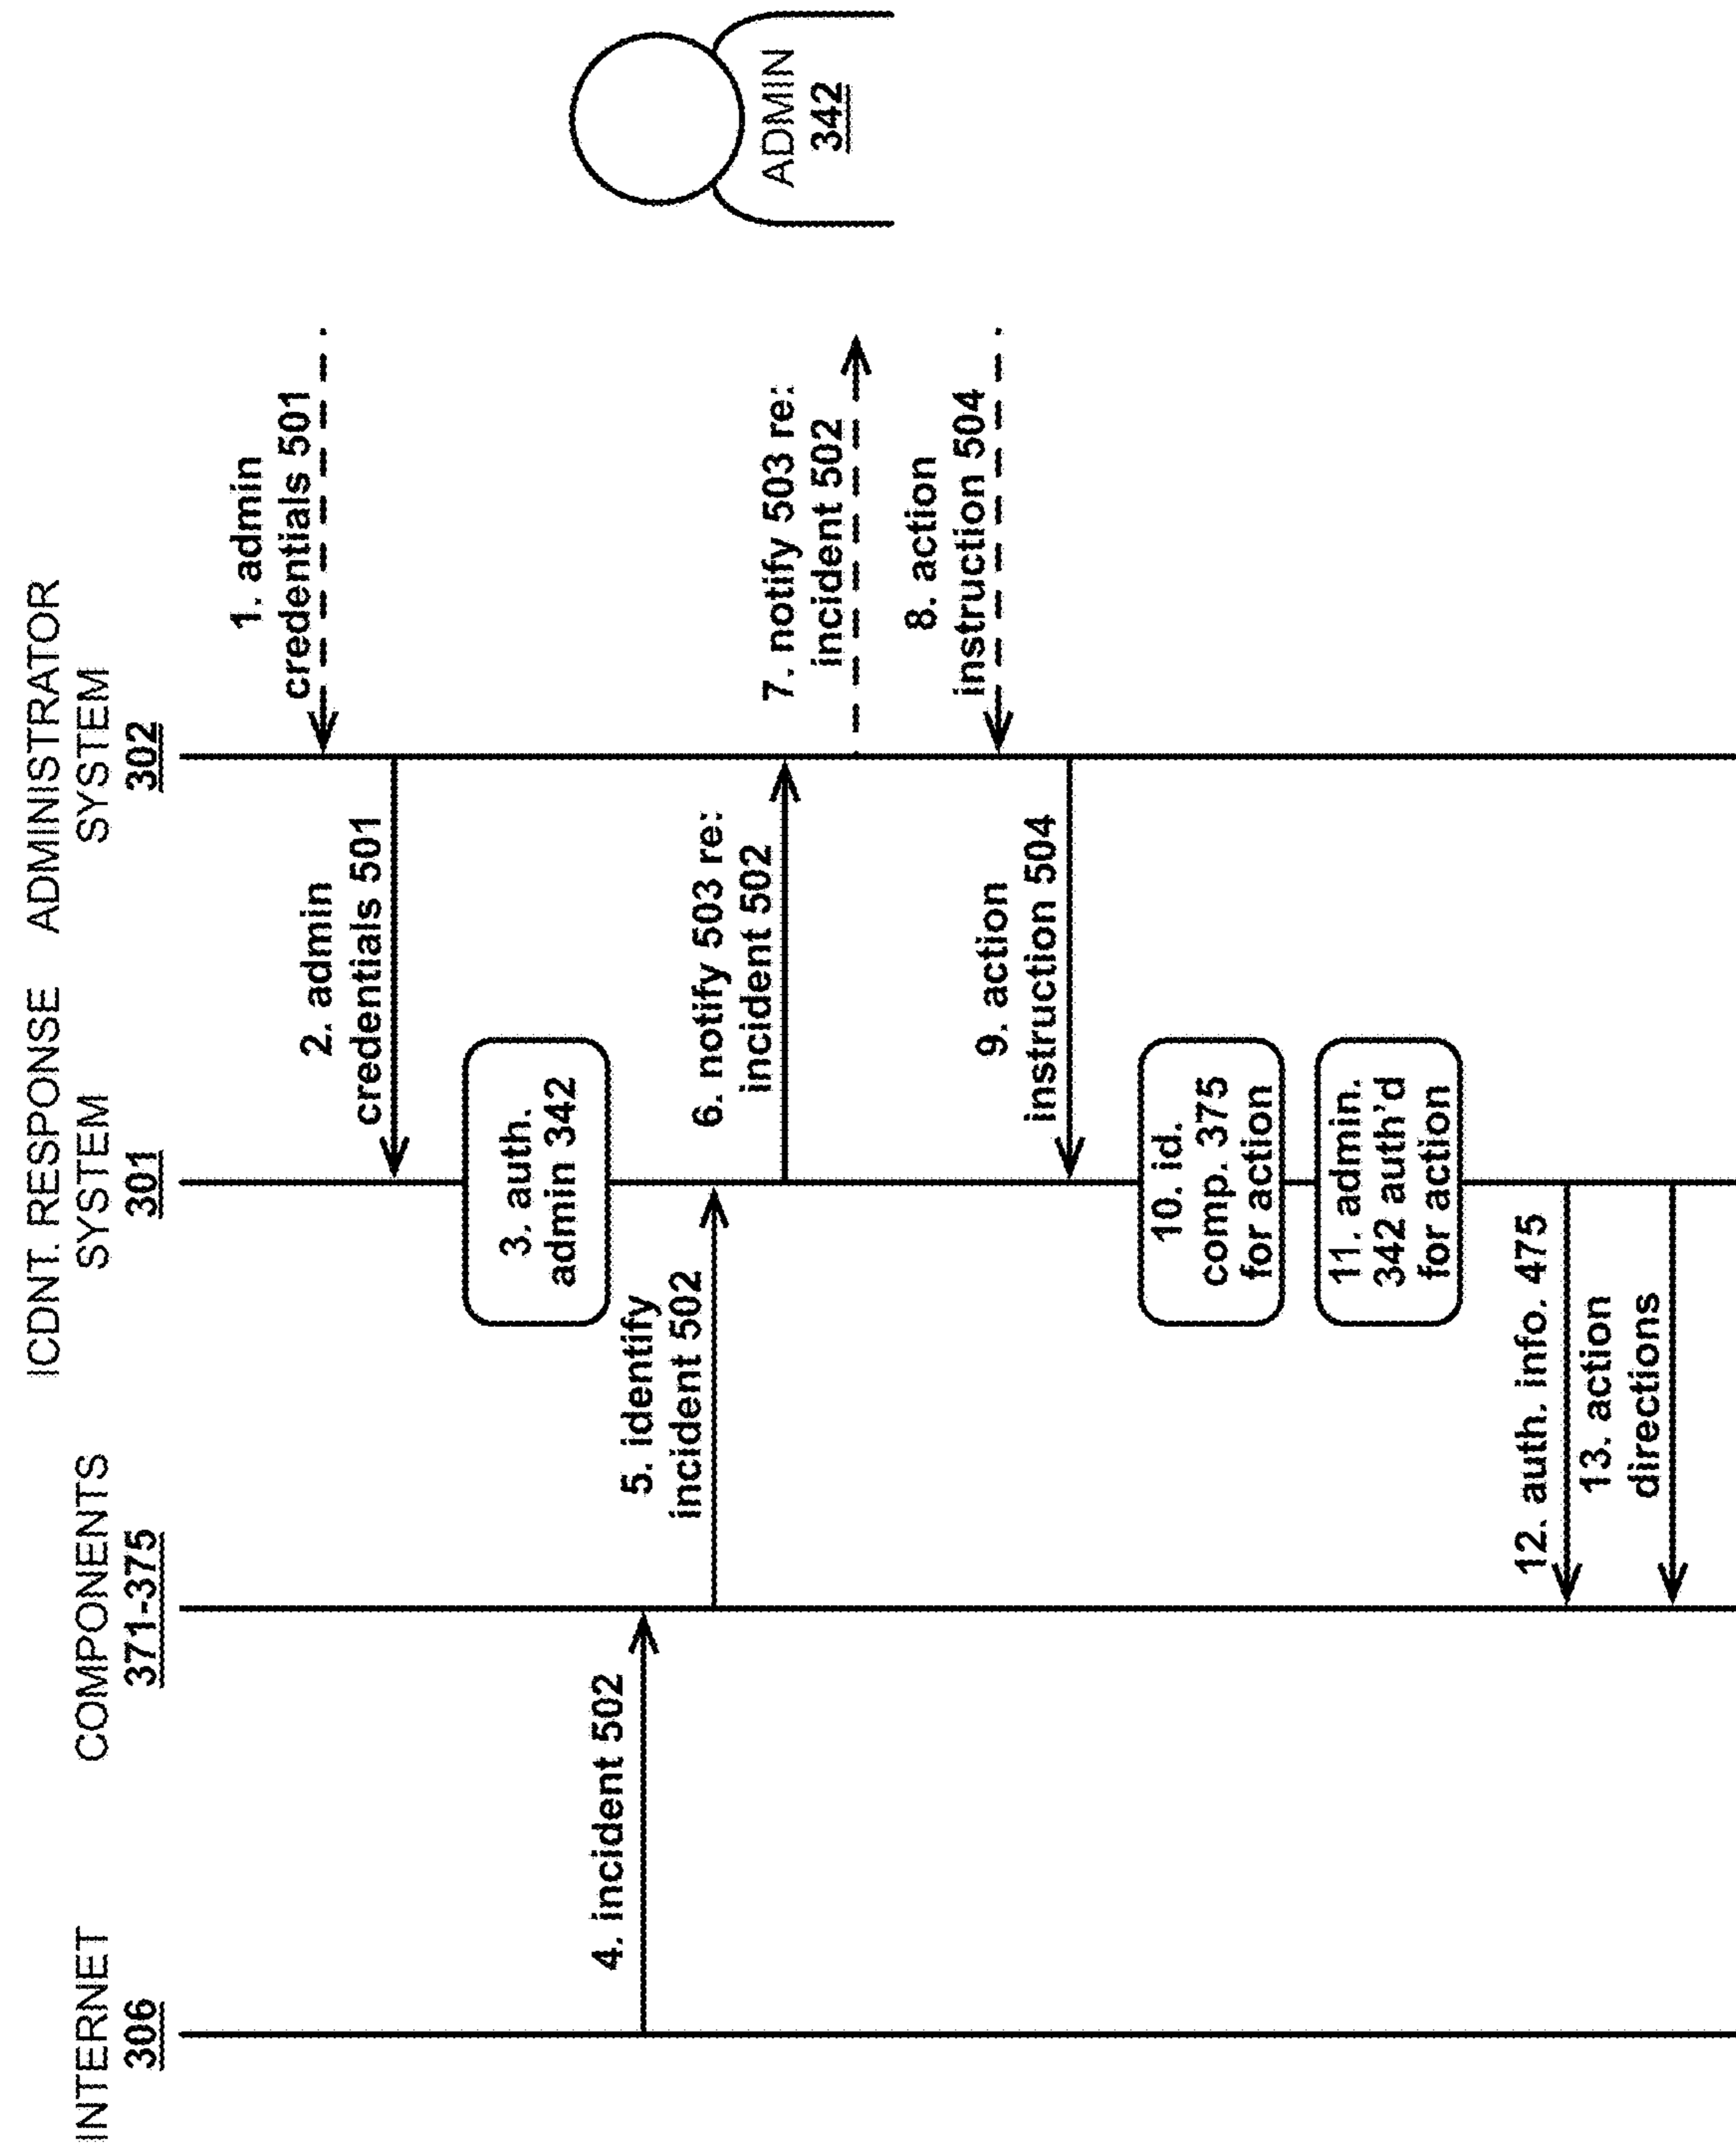 INTERNET
306
COMPONENTS
371-375
ICDNT. RESPONSE
SYSTEM
301
ADMINISTRATOR
SYSTEM
302
ADMIN
342
1. admin
credentials 501
2. admin
credentials 501
3. auth.
admin 342
4. incident 502
5. identify
incident 502
6. notify 503 re:
incident 502
7. notify 503 re:
incident 502
8. action
instruction 504
9. action
instruction 504
10. id.
comp. 375
for action
11. admin.
342 auth'd
for action
12. auth. info. 475
13. action
directions